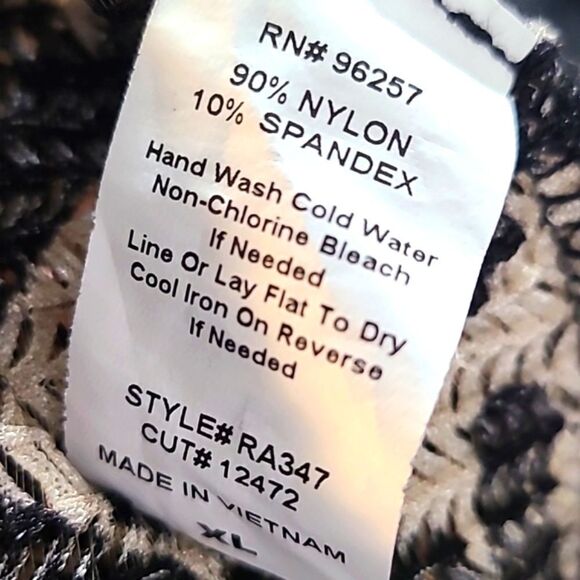 RN# 96257
90% NYLON
10% SPANDEX
Hand Wash Cold Water
Non-Chlorine Bleach
If Needed
Line Or Lay Flat To Dry
Cool Iron On Reverse
If Needed
STYLE# RA347
CUT# 12472
MADE IN VIETNAM
XL